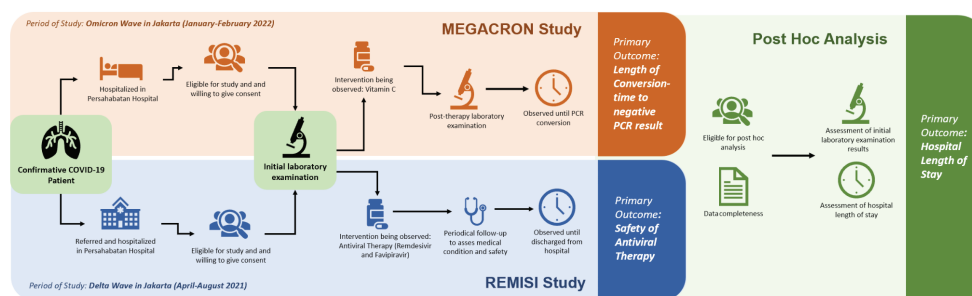 Period of Study: Omicron Wave in Jakarta (January-February 2022)
MEGACRON Study
Hospitalized in
Persahabatan Hospital
Eligible for study and and
willing to give consent
Intervention being
observed: Vitamin C
Post-therapy laboratory
examination
Observed until PCR
conversion
Primary
Outcome:
Length of
Conversion-
time to
negative
PCR result
Confirmative COVID-19
Patient
Initial laboratory
examination
Referred and hospitalized
in Persahabatan Hospital
Eligible for study and and
willing to give consent
Intervention being observed:
Antiviral Therapy (Remdesivir
and Favipiravir)
Periodical follow-up
to asses medical
condition and safety
Observed until
discharged from
hospital
Primary
Outcome:
Safety of
Antiviral
Therapy
Period of Study: Delta Wave in Jakarta (April-August 2021)
REMISI Study
Post Hoc Analysis
Eligible for post hoc
analysis
Data completeness
Assessment of initial
laboratory examination
results
Assessment of hospital
length of stay
Primary
Outcome:
Hospital
Length of
Stay